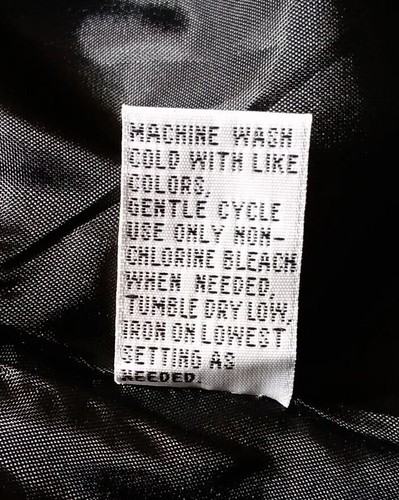 MACHINE WASH
COLD WITH LIKE
COLORS,
GENTLE CYCLE
USE ONLY NON-
CHLORINE BLEACH
WHEN NEEDED,
TUMBLE DRY LOW,
IRON ON LOWEST
SETTING AS
NEEDED.